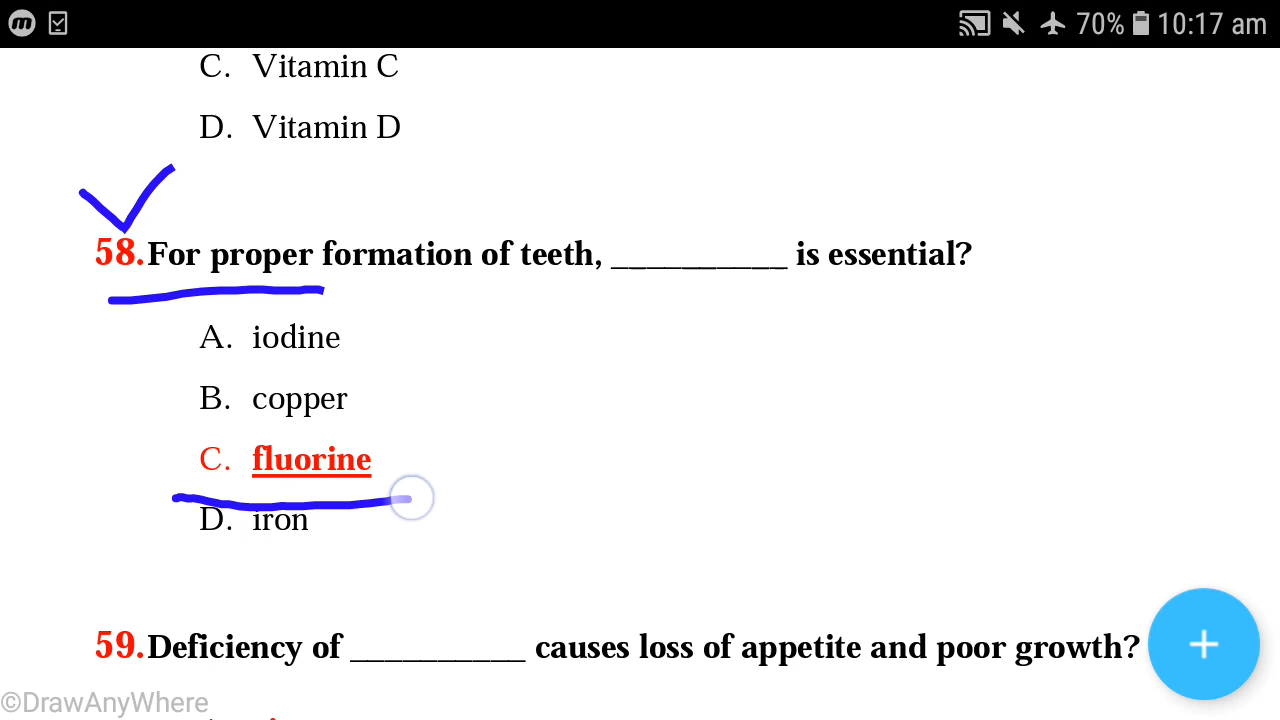 70% 10:17 am
C. Vitamin C
D. Vitamin D
58. For proper formation of teeth, __________ is essential?
A. iodine
B. copper
C. fluorine
D. iron
59. Deficiency of __________ causes loss of appetite and poor growth?
©DrawAnyWhere